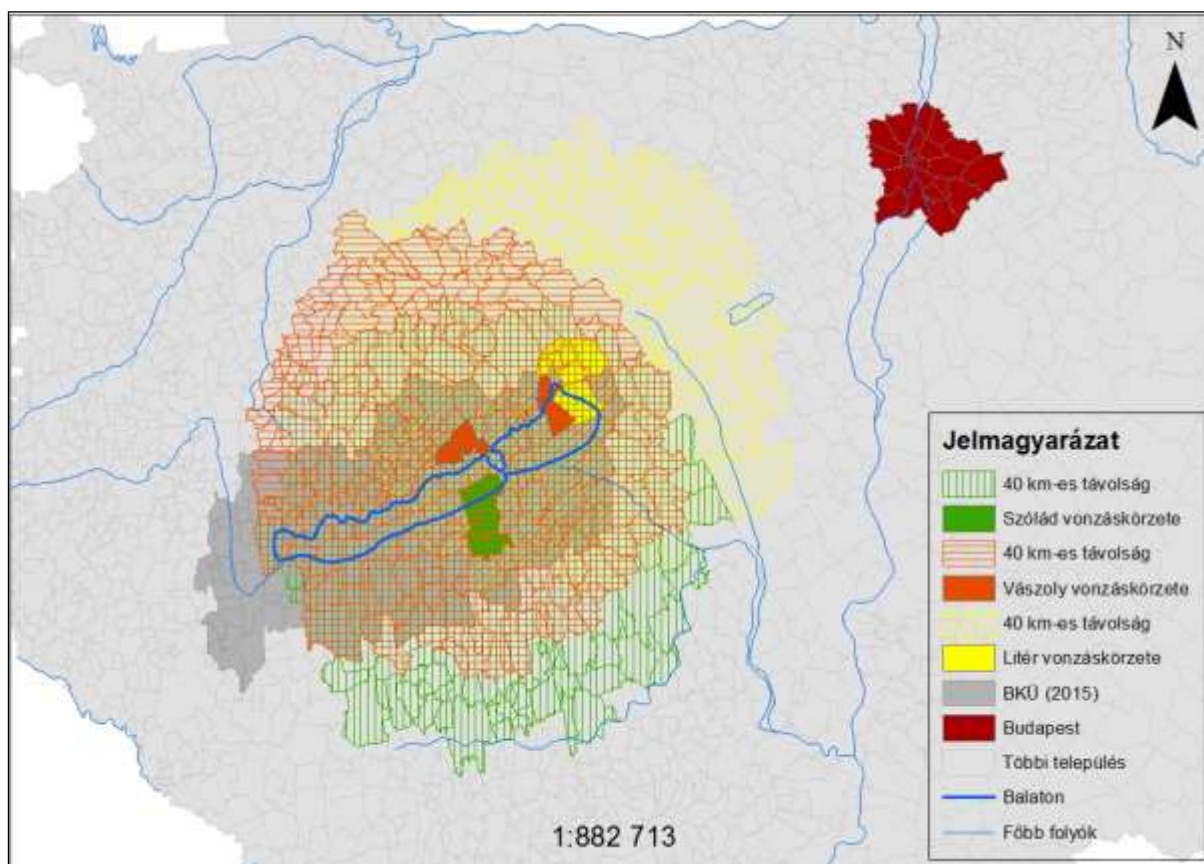 N
Jelmagyarázat
40 km-es távolság
Szólád vonzáskörzete
40 km-es távolság
Vászoly vonzáskörzete
40 km-es távolság
Litér vonzáskörzete
BKÜ (2015)
Budapest
Többi település
Balaton
Főbb folyók
1:882 713